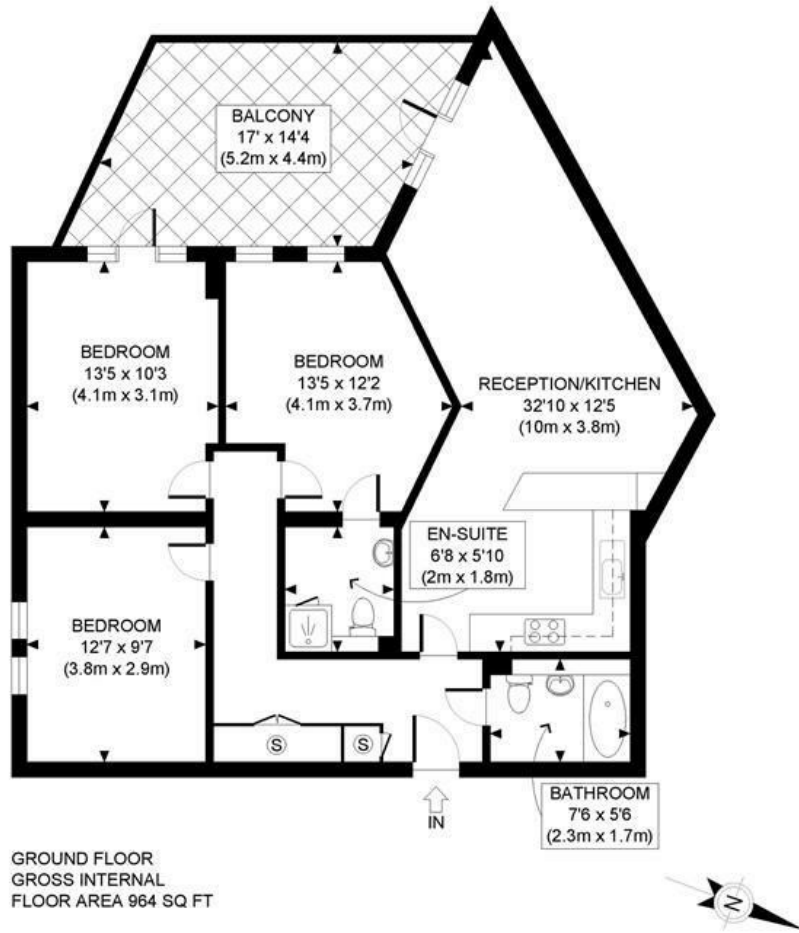 BALCONY
17' x 14'4
(5.2m x 4.4m)
BEDROOM
13'5 x 10'3
(4.1m x 3.1m)
BEDROOM
13'5 x 12'2
(4.1m x 3.7m)
RECEPTION/KITCHEN
32'10 x 12'5
(10m x 3.8m)
EN-SUITE
6'8 x 5'10
(2m x 1.8m)
BEDROOM
12'7 x 9'7
(3.8m x 2.9m)
S
S
IN
BATHROOM
7'6 x 5'6
(2.3m x 1.7m)
GROUND FLOOR
GROSS INTERNAL
FLOOR AREA 964 SQ FT
N